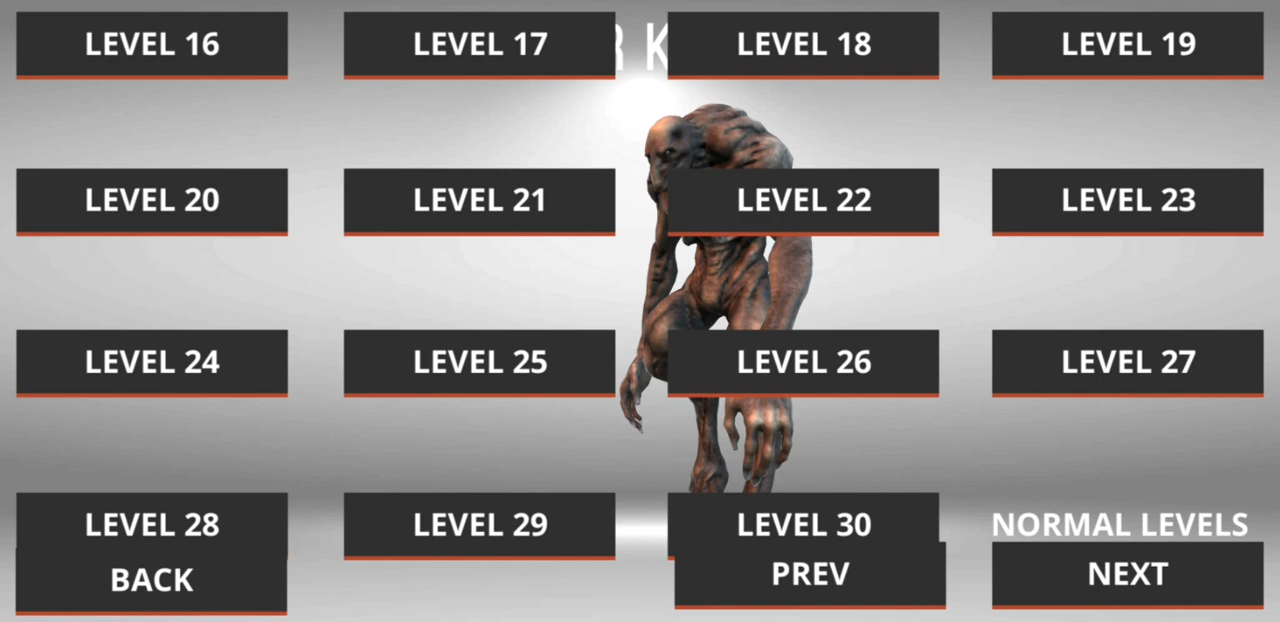 LEVEL 16
LEVEL 17
LEVEL 18
LEVEL 19
LEVEL 20
LEVEL 21
LEVEL 22
LEVEL 23
LEVEL 24
LEVEL 25
LEVEL 26
LEVEL 27
LEVEL 28
LEVEL 29
LEVEL 30
NORMAL LEVELS
BACK
PREV
NEXT